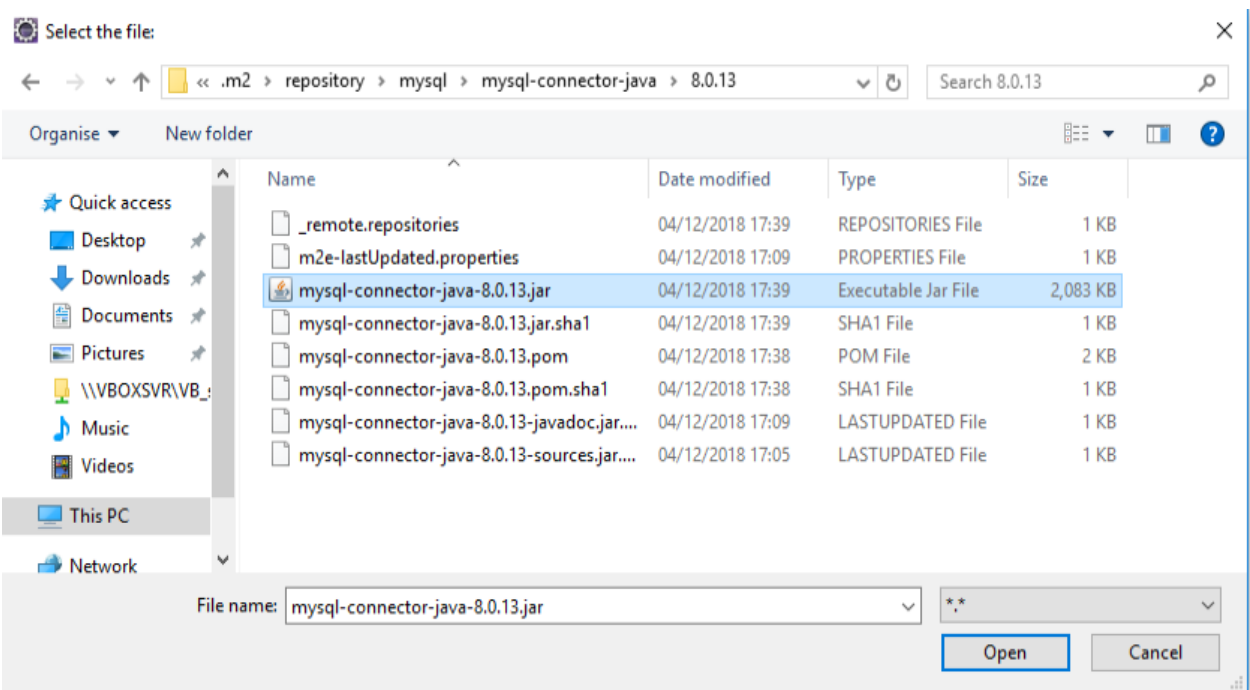 Select the file:
« .m2 > repository > mysql > mysql-connector-java > 8.0.13
Search 8.0.13
Organise
New folder
?
Name Date modified Type Size
Quick access
Desktop
Downloads
Documents
Pictures
\\VBOXSVR\VB_
Music
Videos
This PC
Network
_remote.repositories 04/12/2018 17:39 REPOSITORIES File 1 KB
m2e-lastUpdated.properties 04/12/2018 17:09 PROPERTIES File 1 KB
mysql-connector-java-8.0.13.jar 04/12/2018 17:39 Executable Jar File 2,083 KB
mysql-connector-java-8.0.13.jar.sha1 04/12/2018 17:39 SHA1 File 1 KB
mysql-connector-java-8.0.13.pom 04/12/2018 17:38 POM File 2 KB
mysql-connector-java-8.0.13.pom.sha1 04/12/2018 17:38 SHA1 File 1 KB
mysql-connector-java-8.0.13-javadoc.jar.... 04/12/2018 17:09 LASTUPDATED File 1 KB
mysql-connector-java-8.0.13-sources.jar.... 04/12/2018 17:05 LASTUPDATED File 1 KB
File name: mysql-connector-java-8.0.13.jar
*.*
Open
Cancel